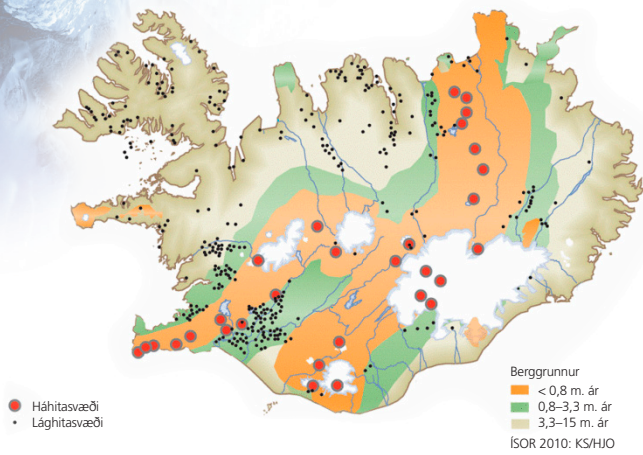 Háhitasvæði
Lághitasvæði
Berggrunnur
< 0,8 m. ár
0,8–3,3 m. ár
3,3–15 m. ár
ÍSOR 2010: KS/HJO